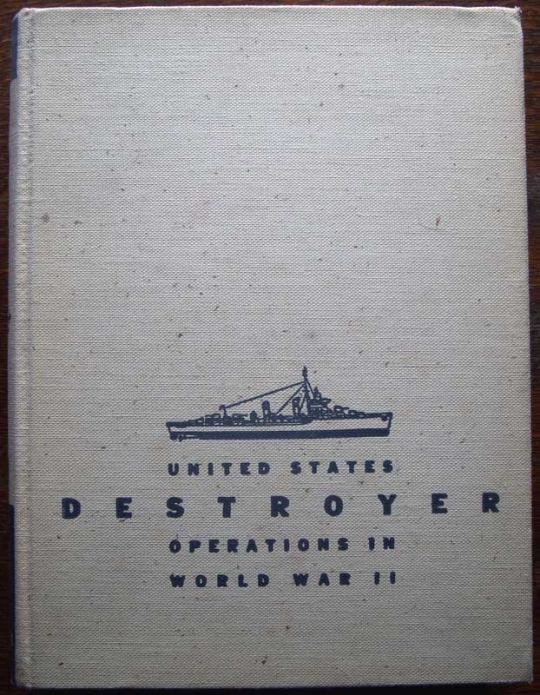 UNITED STATES
DESTROYER
OPERATIONS IN
WORLD WAR II